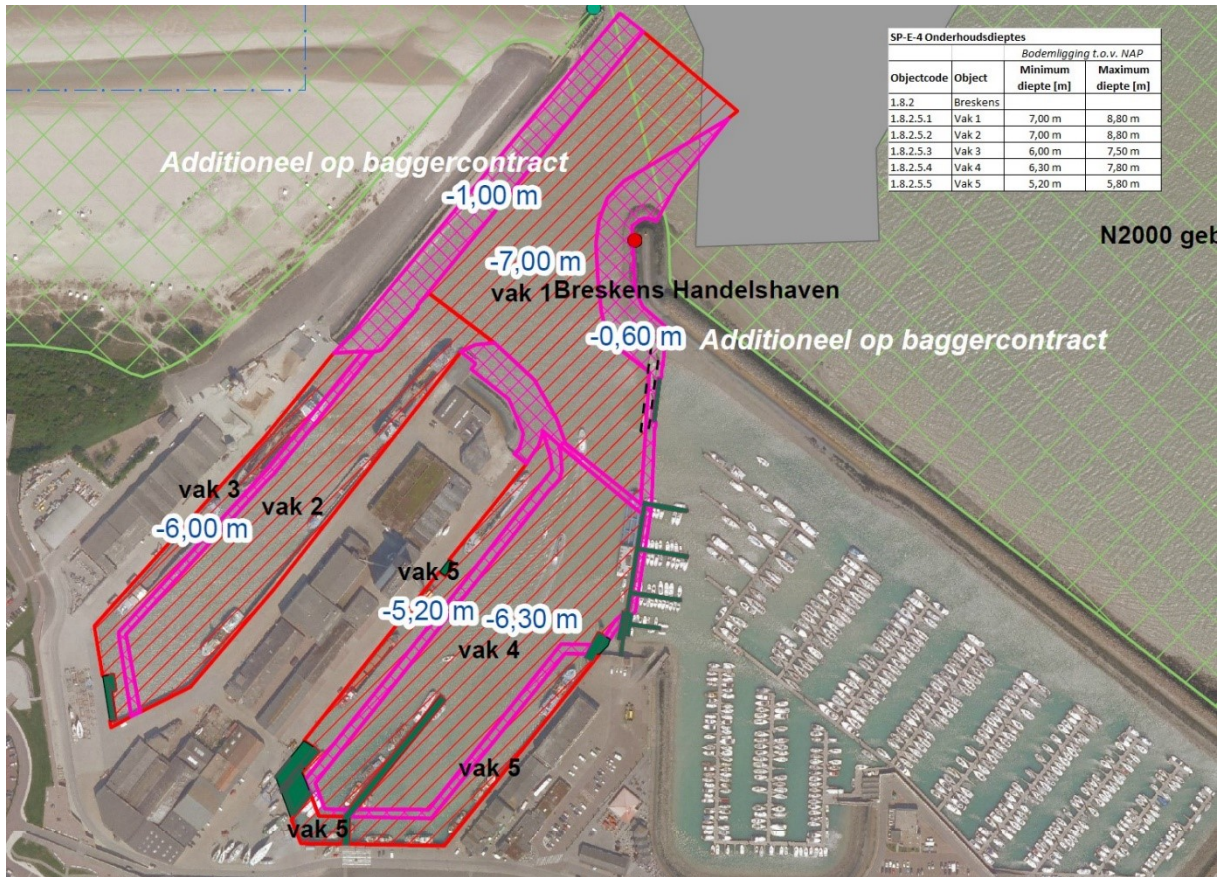 SP-E-4 Onderhoudsdieptes
Bodemligging t.o.v. NAP
Objectcode Object Minimum diepte [m] Maximum diepte [m]
1.8.2 Breskens
1.8.2.5.1 Vak 1 7,00 m 8,80 m
1.8.2.5.2 Vak 2 7,00 m 8,80 m
1.8.2.5.3 Vak 3 6,00 m 7,50 m
1.8.2.5.4 Vak 4 6,30 m 7,80 m
1.8.2.5.5 Vak 5 5,20 m 5,80 m
Additioneel op baggercontract
-1,00 m
N2000 geb
-7,00 m
vak 1 Breskens Handelshaven
-0,60 m Additioneel op baggercontract
vak 3
vak 2
-6,00 m
vak 5
-5,20 m -6,30 m
vak 4
vak 5
vak 5